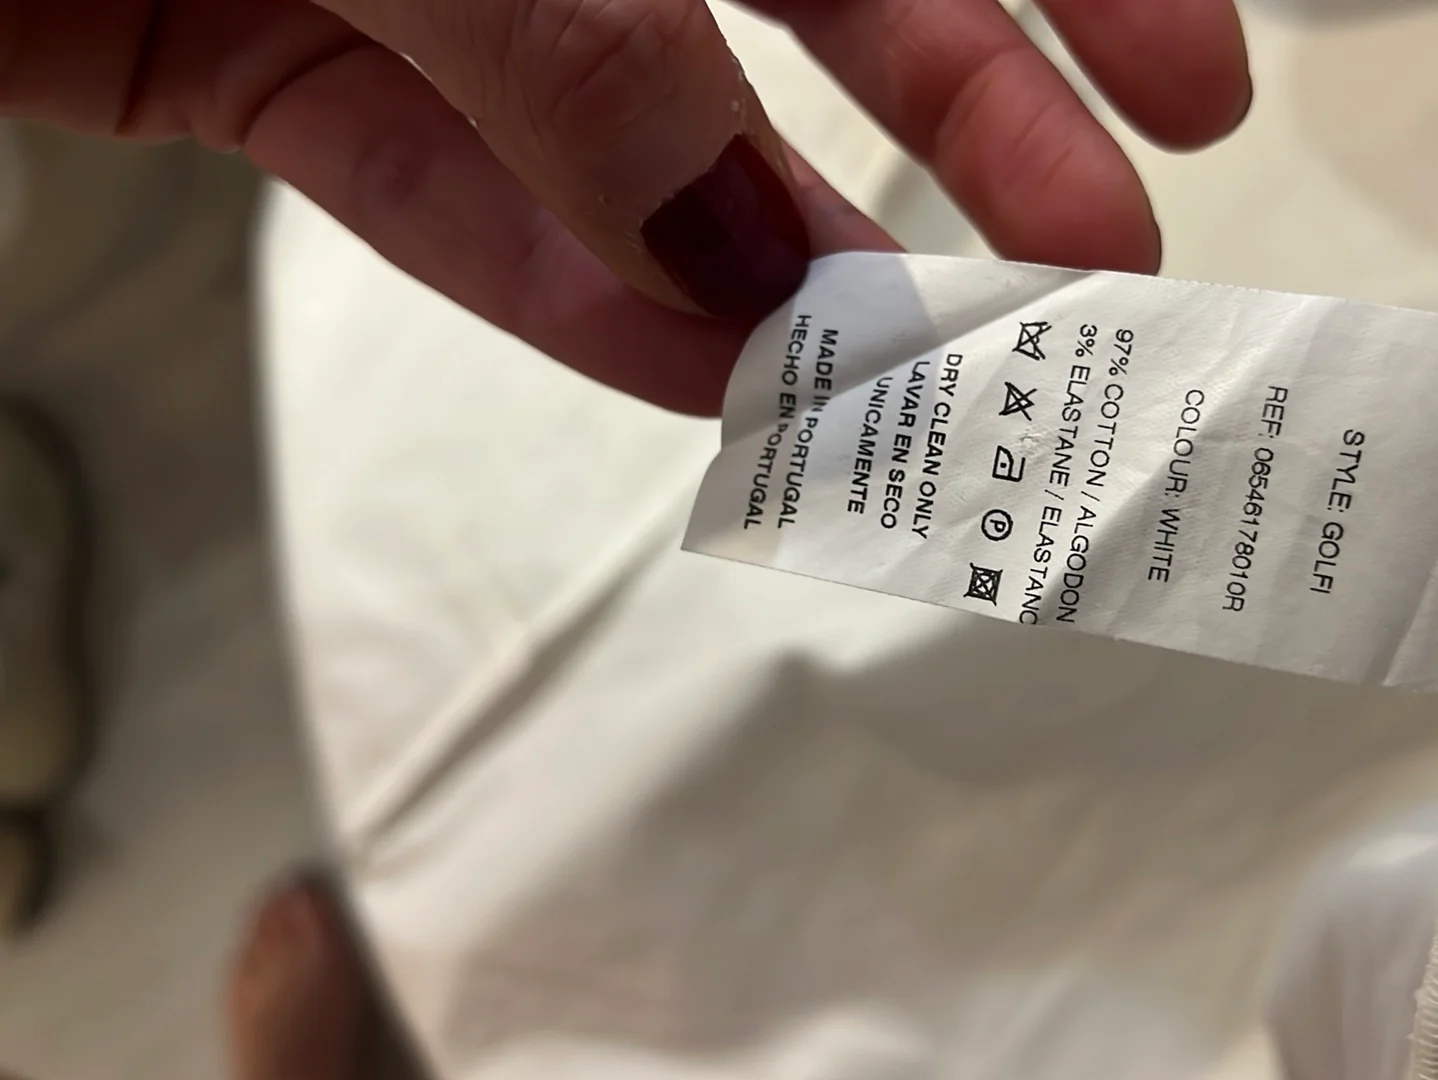 STYLE: GOLFI
REF: 06546178010R
COLOUR: WHITE
97% COTTON / ALGODON
3% ELASTANE / ELASTANO
P
DRY CLEAN ONLY
LAVAR EN SECO
UNICAMENTE
MADE IN PORTUGAL
HECHO EN PORTUGAL